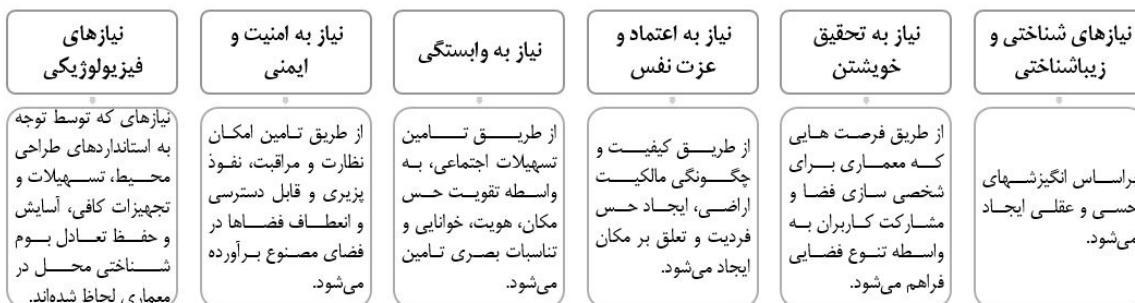 نیازهای شناختی و
زیباشناختی
براساس انگیزشهای
حسی و عقلی ایجاد
می‌شود.
نیاز به تحقیق
خویشتن
از طریق فرصت هایی
که معماری برای
شخصی سازی فضا و
مشارکت کاربران به
واسطه تنوع فضایی
فراهم می‌شود.
نیاز به اعتماد و
عزت نفس
از طریق کیفیت و
چگونگی مالکیت
اراضی، ایجاد حس
فردیت و تعلق بر مکان
ایجاد می‌شود.
نیاز به وابستگی
از طریق تامین
تسهیلات اجتماعی، به
واسطه تقویت حس
مکان، هویت، خوانایی و
تناسبات بصری تامین
می‌شود.
نیاز به امنیت و
ایمنی
از طریق تامین امکان
نظارت و مراقبت، نفوذ
پزیری و قابل دسترسی
و انعطاف فضاها در
فضای مصنوع برآورده
می‌شود.
نیازهای
فیزیولوژیکی
نیازهای که توسط توجه
به استانداردهای طراحی
محیط، تسهیلات و
تجهیزات کافی، آسایش
و حفظ تعادل بوم
شناختی محل در
معماری لحاظ شده‌اند.